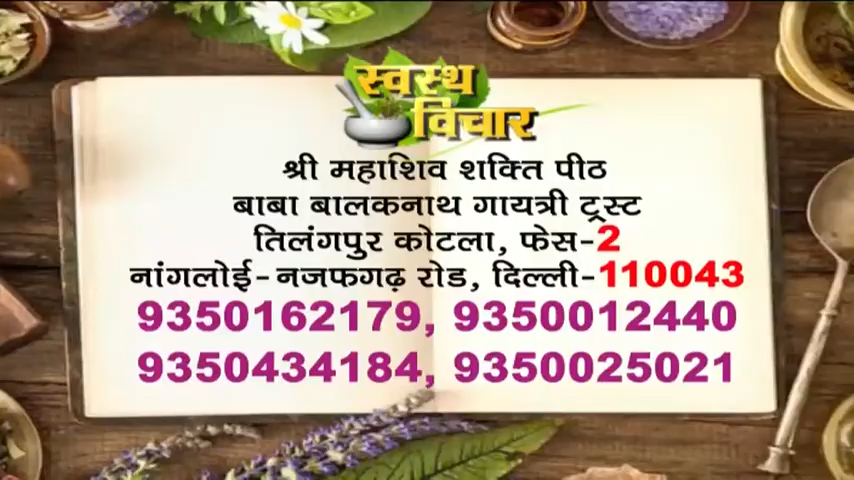 स्वस्थ
विचार
श्री महाशिव शक्ति पीठ
बाबा बालकनाथ गायत्री ट्रस्ट
तिलंगपुर कोटला, फेस-2
नांगलोई-नजफगढ़ रोड, दिल्ली-110043
9350162179, 9350012440
9350434184, 9350025021